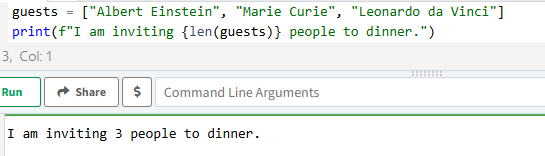 guests = ["Albert Einstein", "Marie Curie", "Leonardo da Vinci"]
print(f"I am inviting {len(guests)} people to dinner.")
3, Col: 1
Run Share $ Command Line Arguments
I am inviting 3 people to dinner.